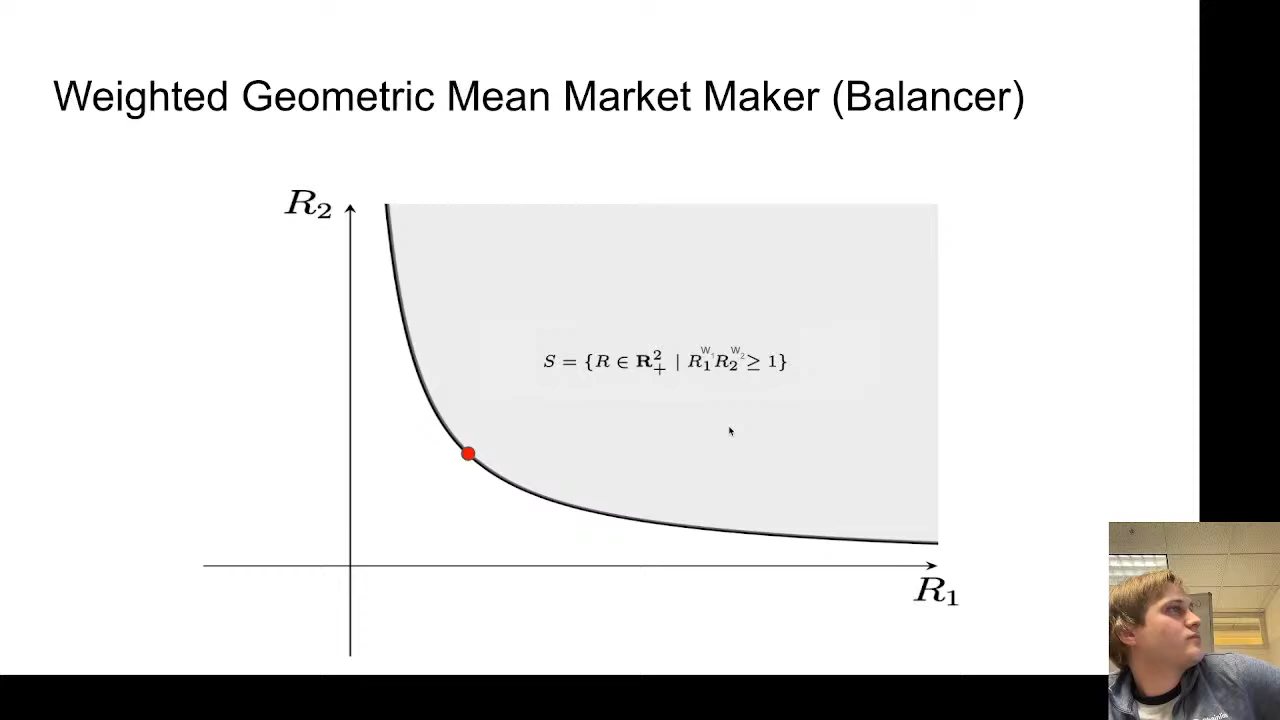 Weighted Geometric Mean Market Maker (Balancer)
R₂
S = {R ∈ 𝐑²₊ | R₁^W₁ R₂^W₂ ≥ 1}
R₁